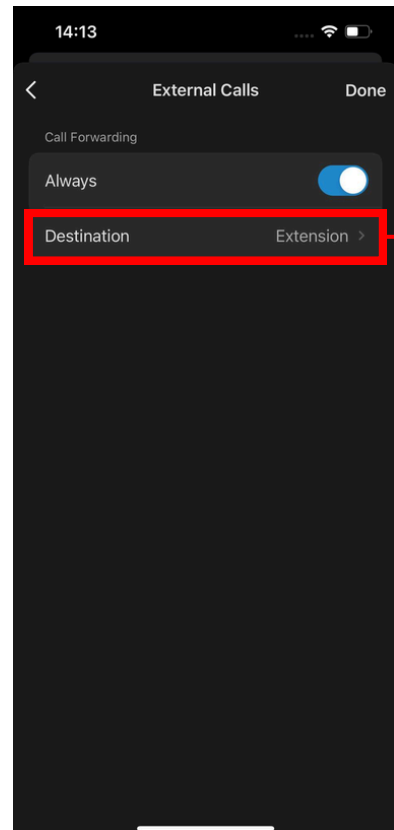 14:13
External Calls Done
Call Forwarding
Always
Destination Extension